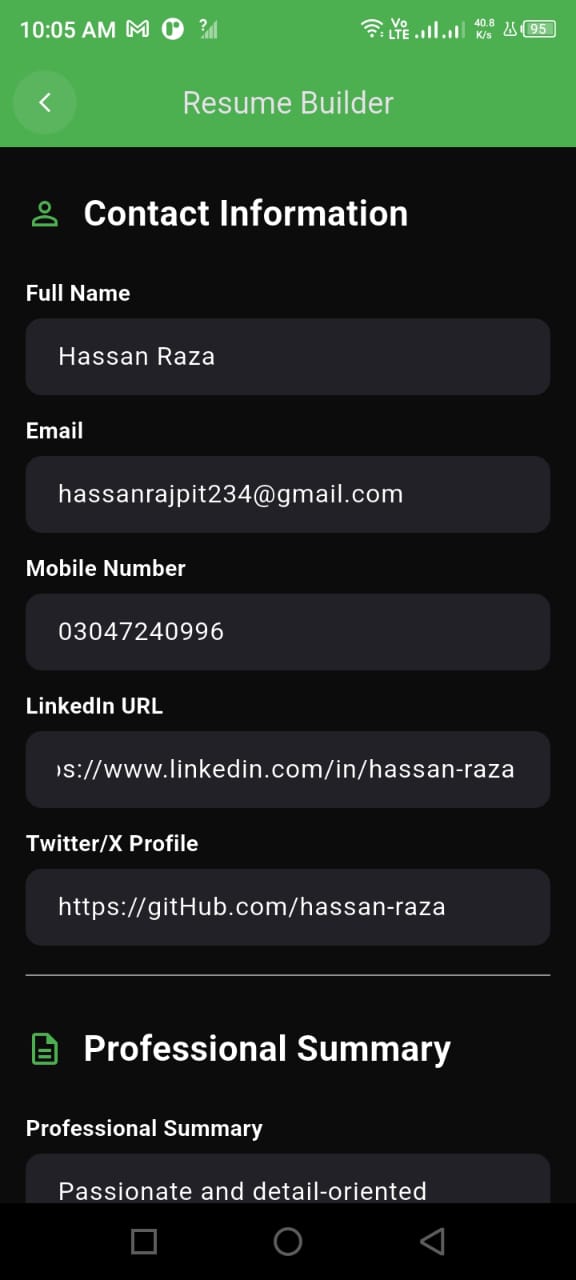 10:05 AM
Vo LTE
40.8 K/s
95
Resume Builder
Contact Information
Full Name
Hassan Raza
Email
hassanrajpit234@gmail.com
Mobile Number
03047240996
LinkedIn URL
s://www.linkedin.com/in/hassan-raza
Twitter/X Profile
https://gitHub.com/hassan-raza
Professional Summary
Professional Summary
Passionate and detail-oriented